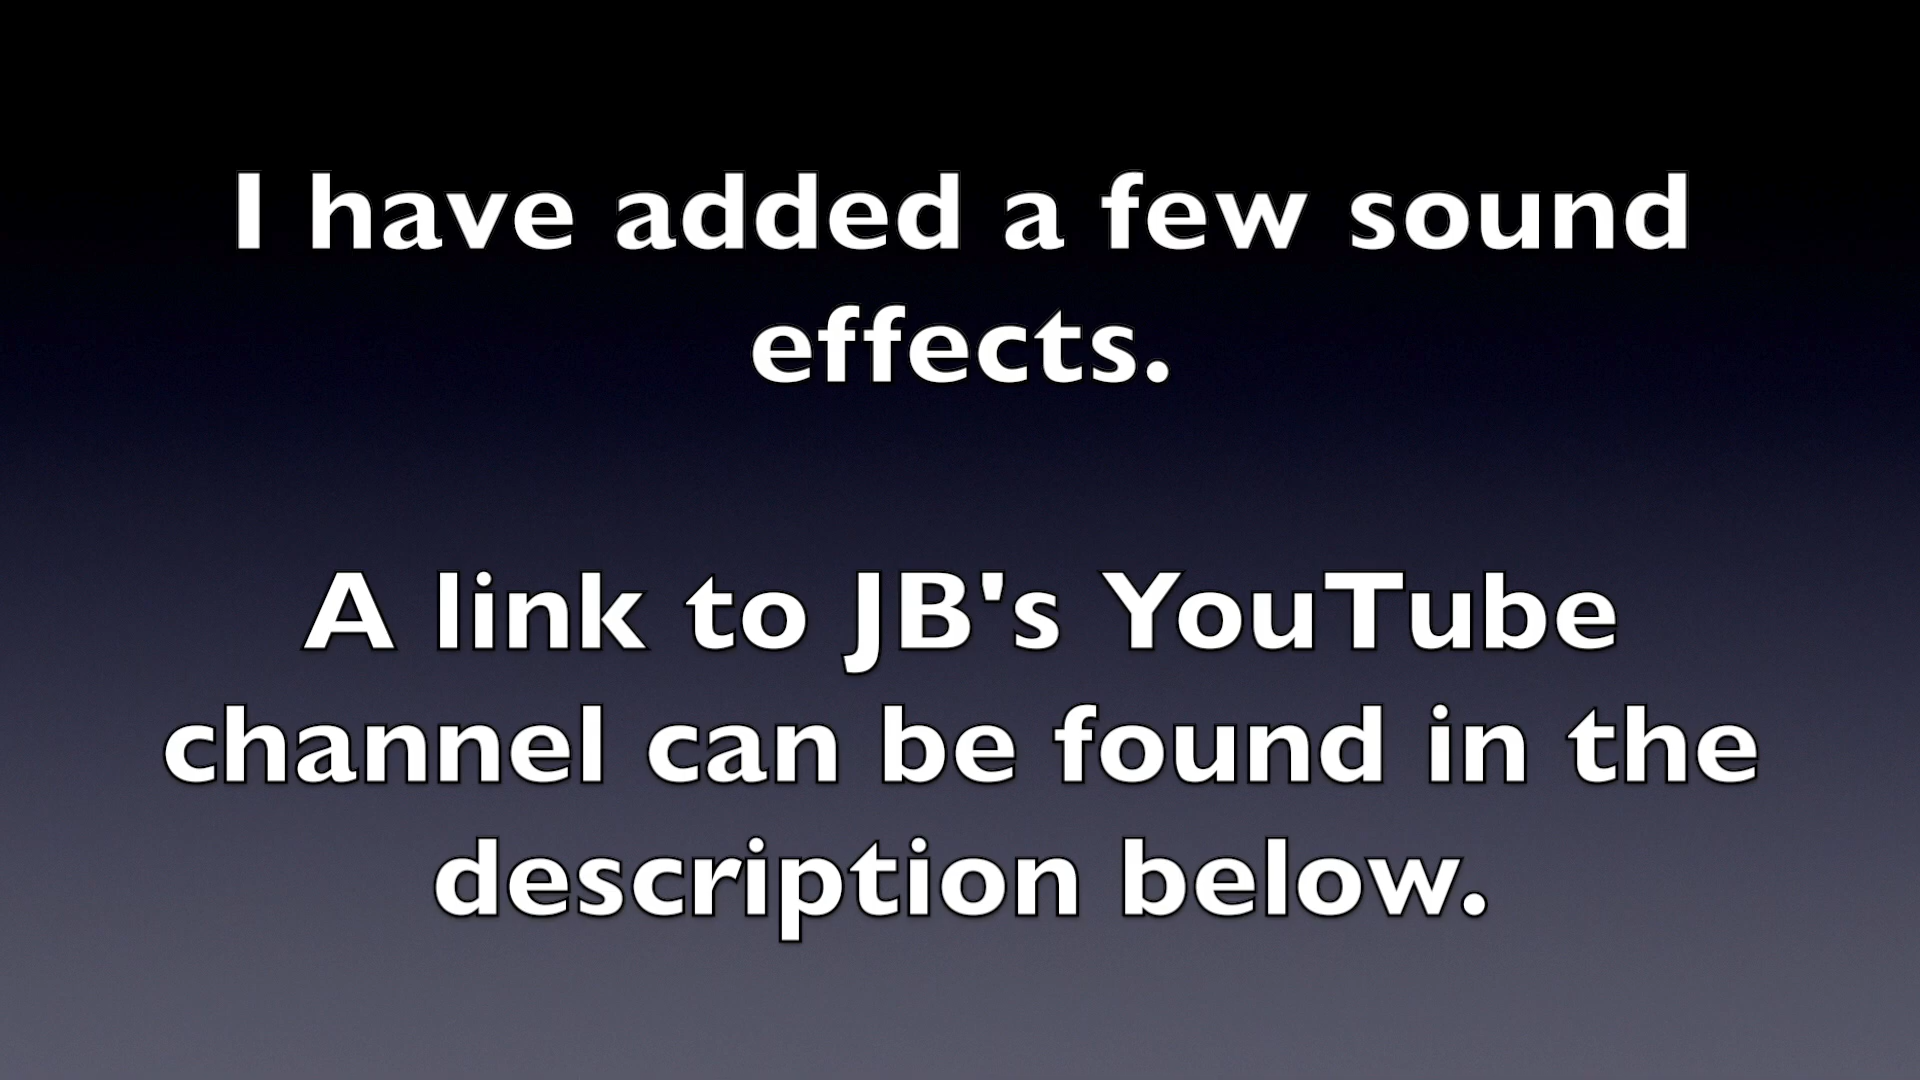 I have added a few sound
effects.
A link to JB's YouTube
channel can be found in the
description below.